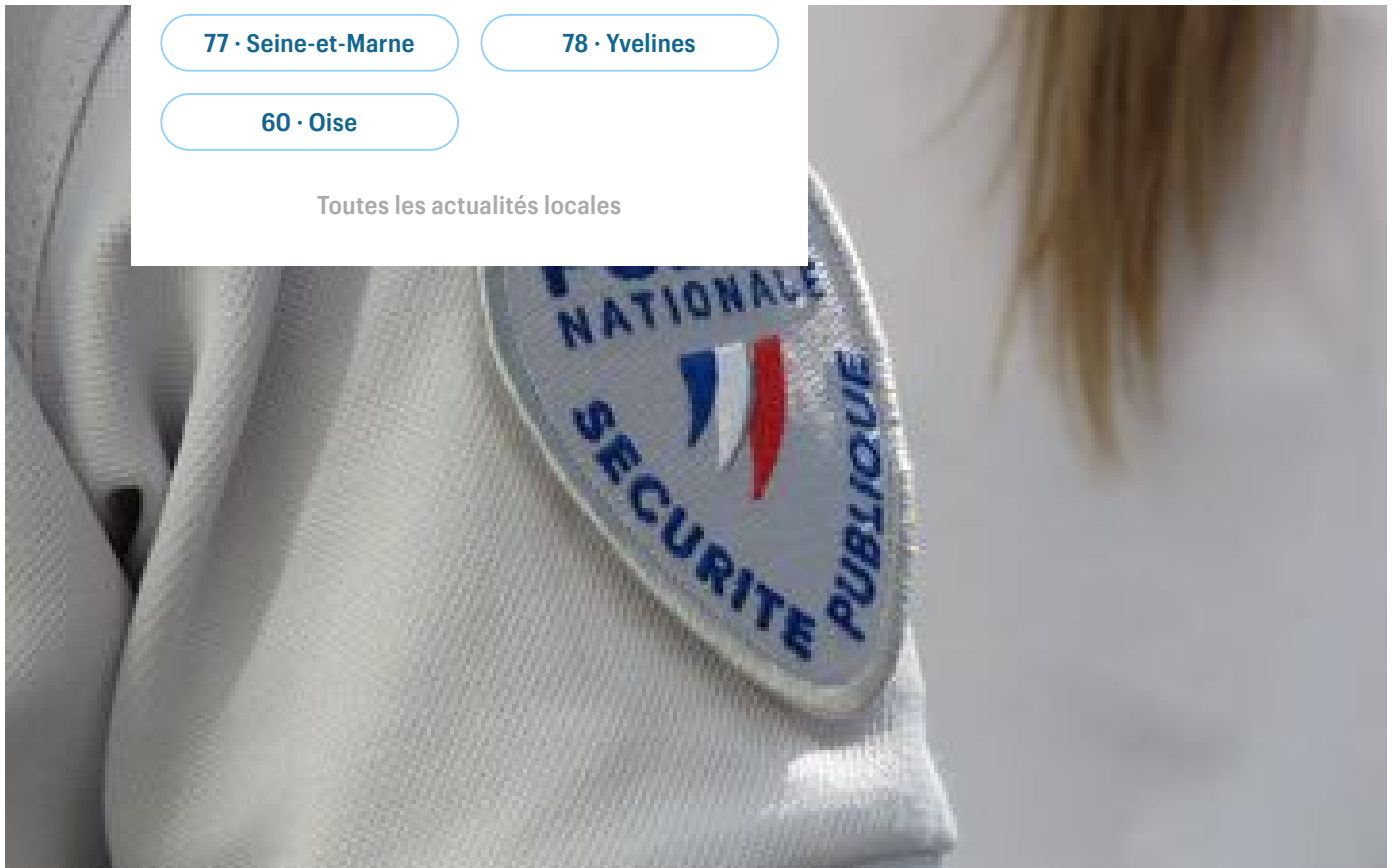 77 · Seine-et-Marne
78 · Yvelines
60 · Oise
Toutes les actualités locales
NATIONALE
SECURITE
PUBLIQUE